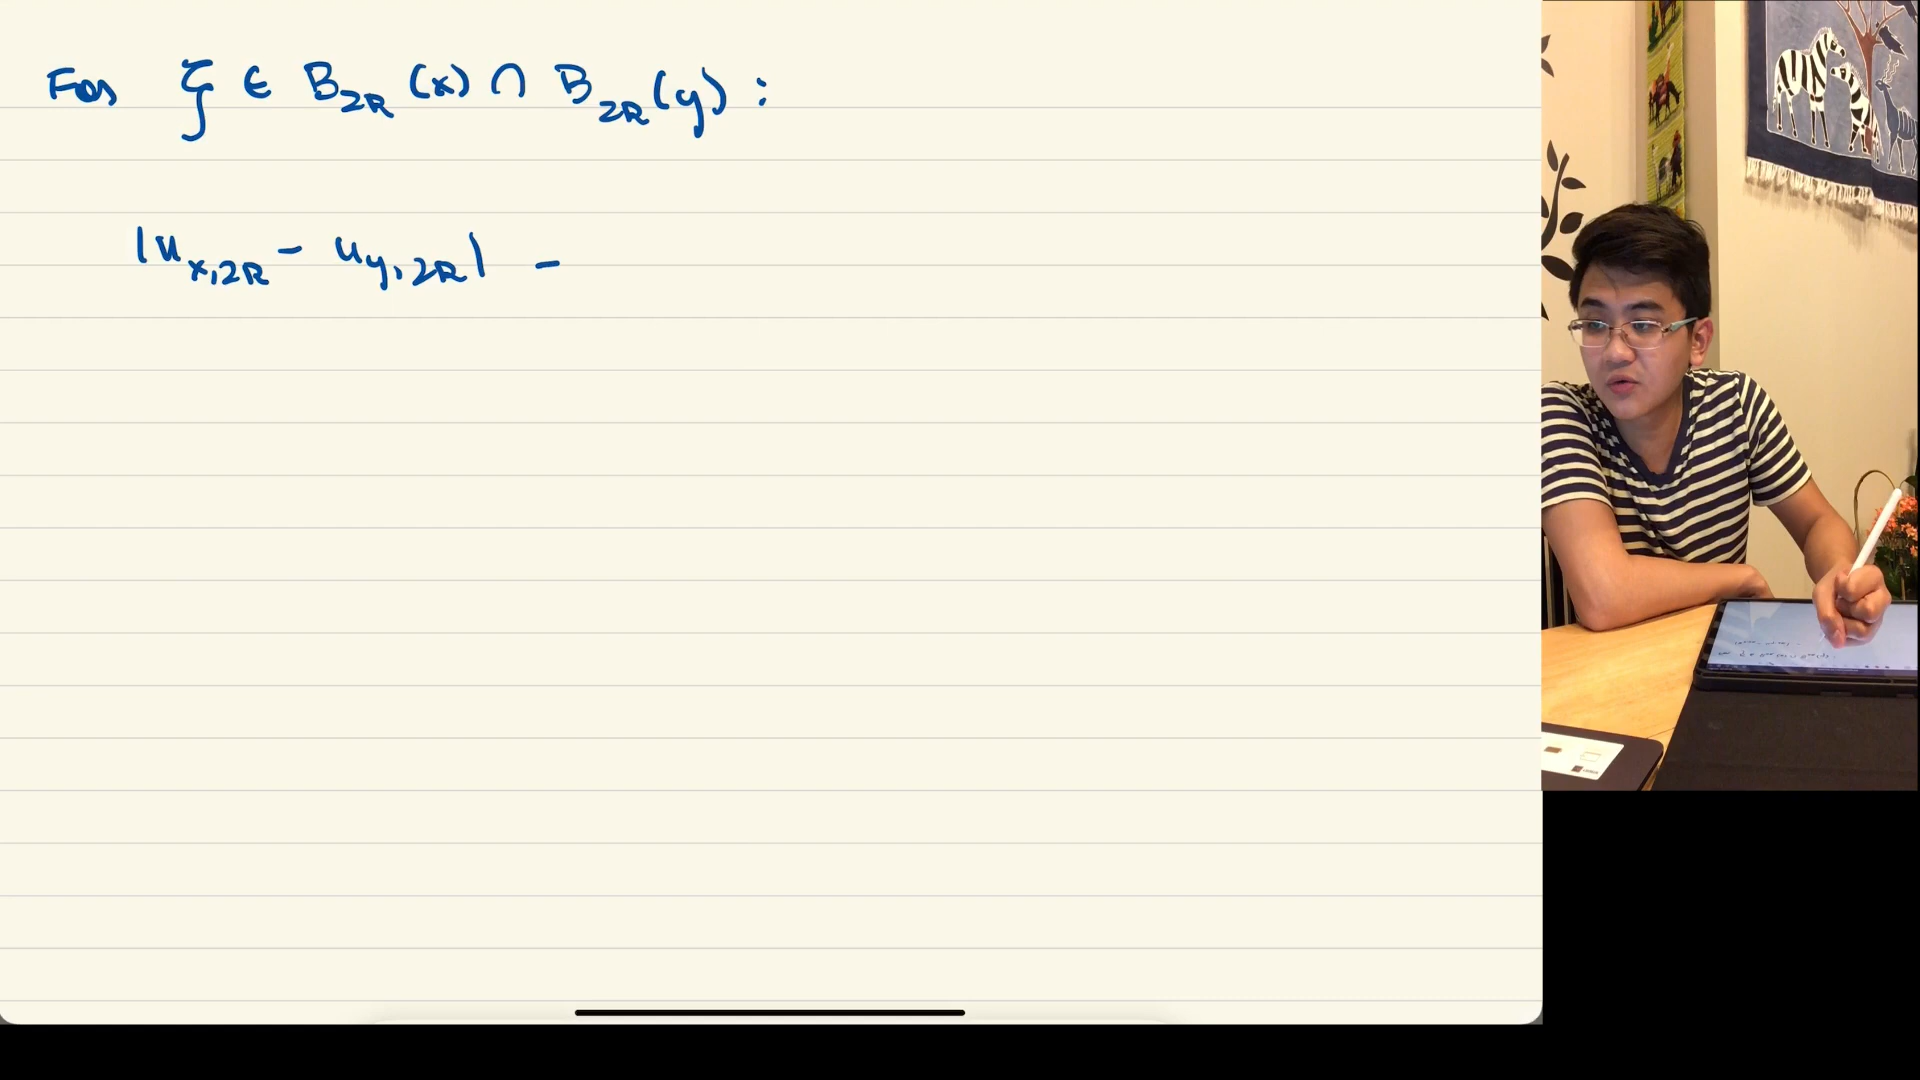 For ξ ∈ B_{2R}(x) ∩ B_{2R}(y) :
|u_{x,2R} - u_{y,2R}| -